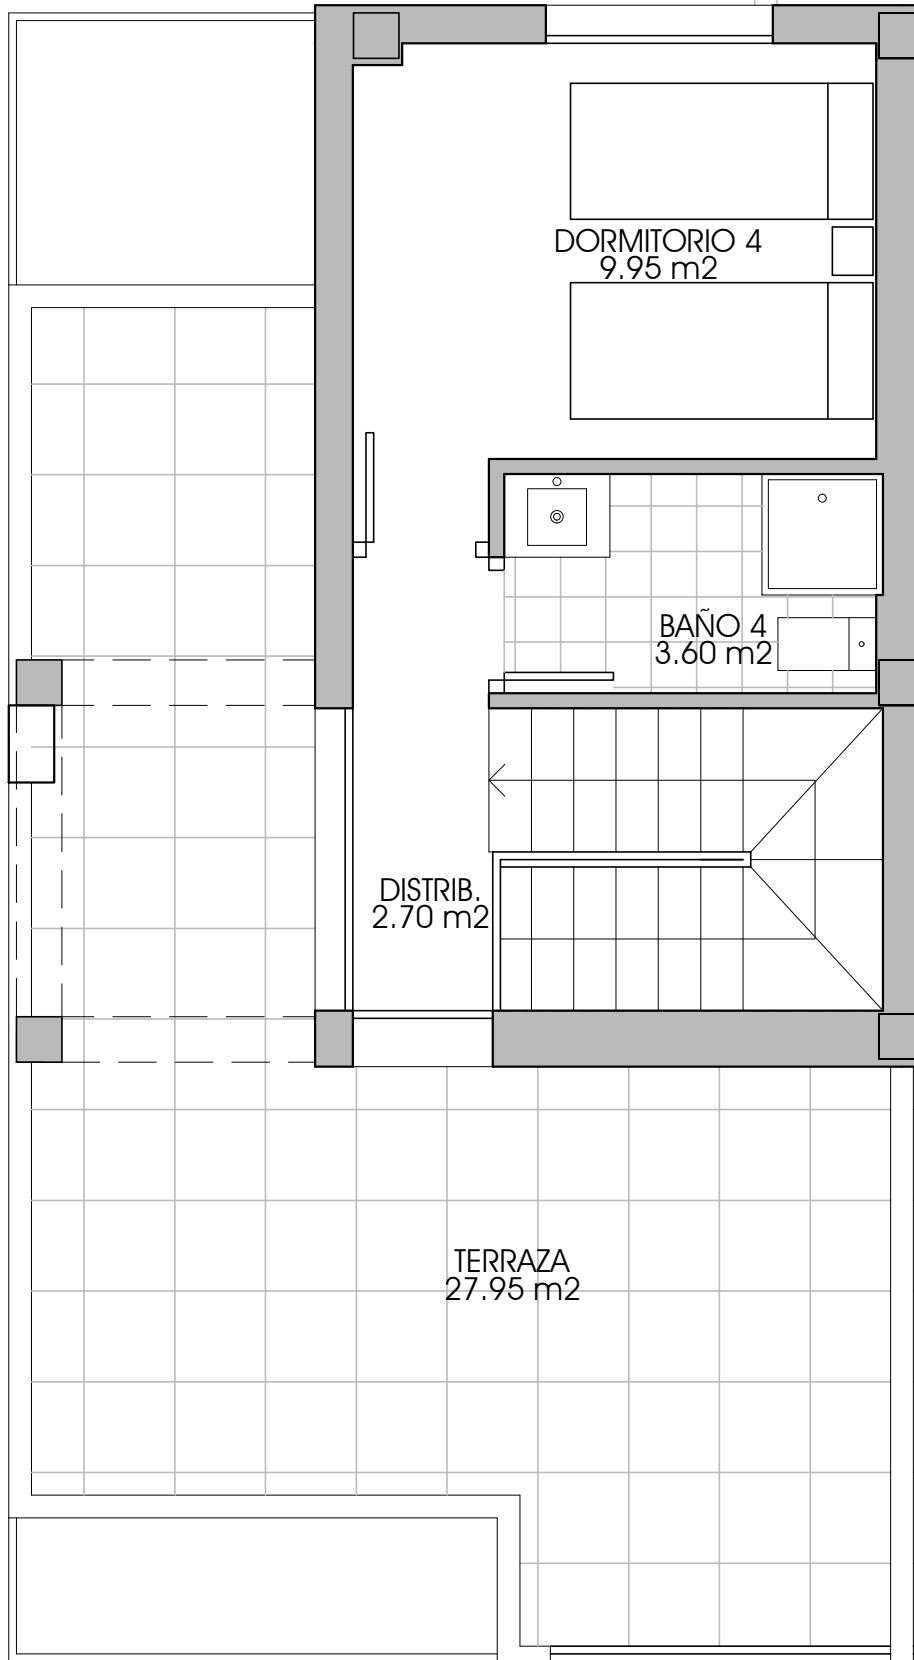 DORMITORIO 4
9.95 m2
BAÑO 4
3.60 m2
DISTRIB.
2.70 m2
TERRAZA
27.95 m2